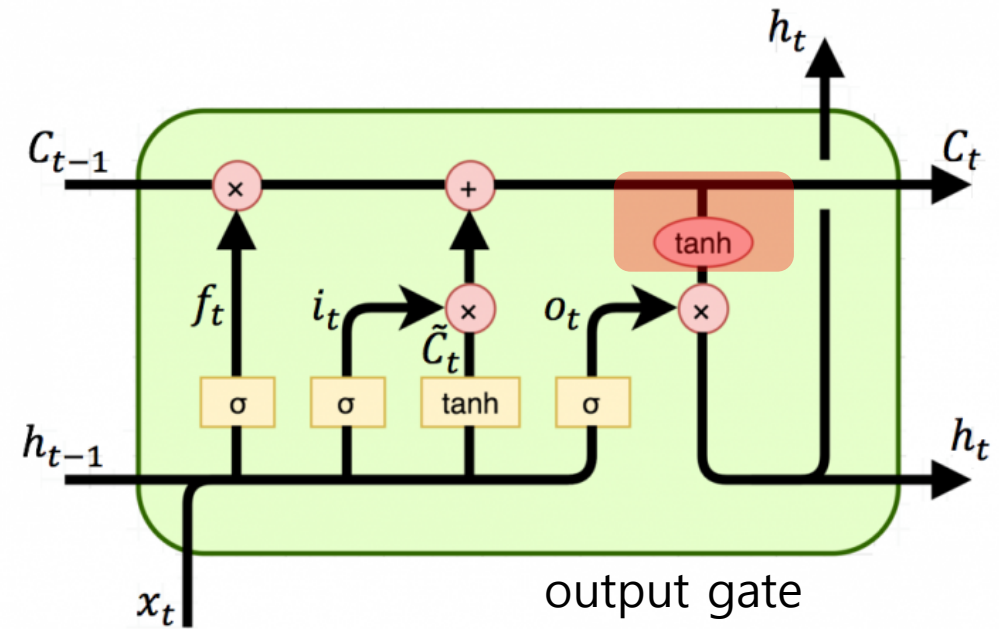 h_t
C_{t-1}
C_t
×
+
tanh
f_t
i_t
×
o_t
×
C̃_t
σ
σ
tanh
σ
h_{t-1}
h_t
x_t
output gate